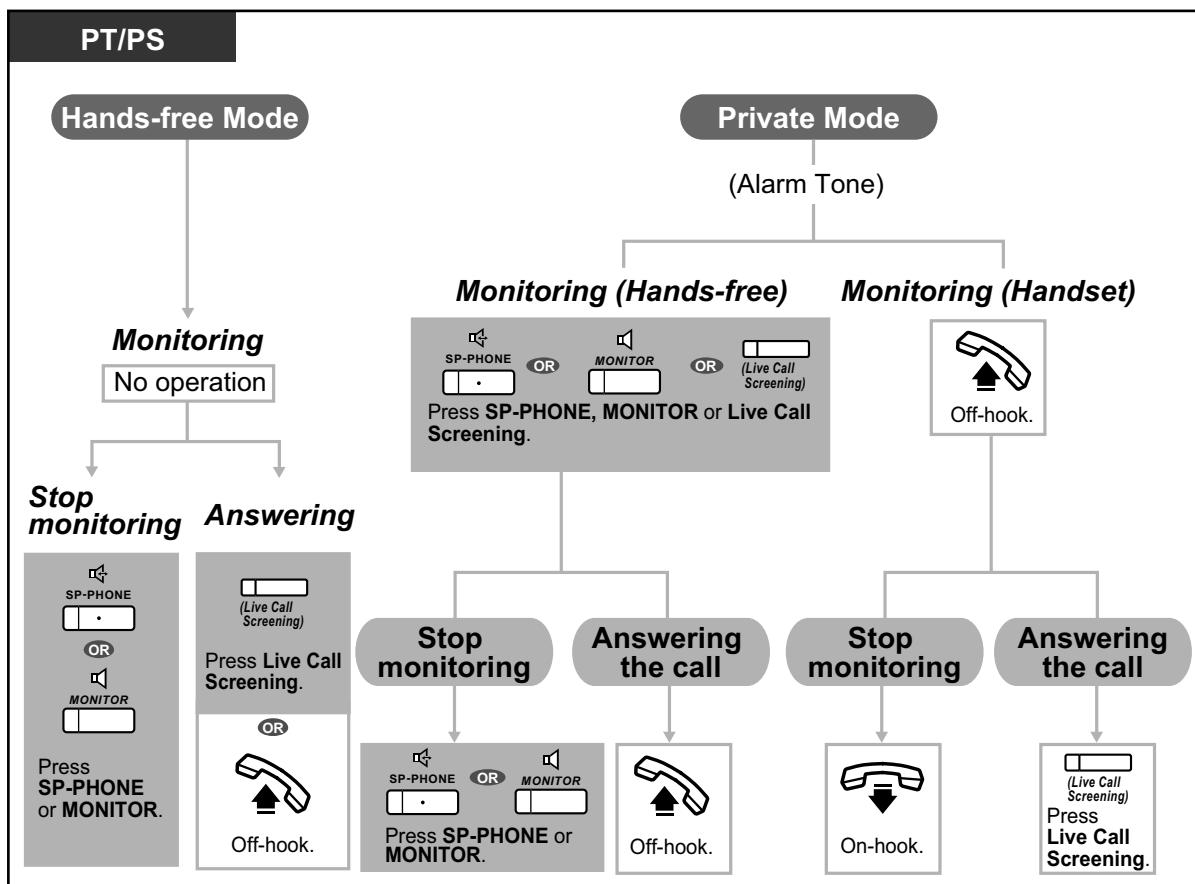 PT/PS
Hands-free Mode
Monitoring
No operation
Stop
monitoring
SP-PHONE
OR
MONITOR
Press
SP-PHONE
or MONITOR.
Answering
(Live Call
Screening)
Press Live Call
Screening.
OR
Off-hook.
Private Mode
(Alarm Tone)
Monitoring (Hands-free)
SP-PHONE
OR
MONITOR
OR
(Live Call
Screening)
Press SP-PHONE, MONITOR or Live Call
Screening.
Stop
monitoring
SP-PHONE
OR
MONITOR
Press SP-PHONE or
MONITOR.
Answering
the call
Off-hook.
Monitoring (Handset)
Off-hook.
Stop
monitoring
On-hook.
Answering
the call
(Live Call
Screening)
Press
Live Call
Screening.